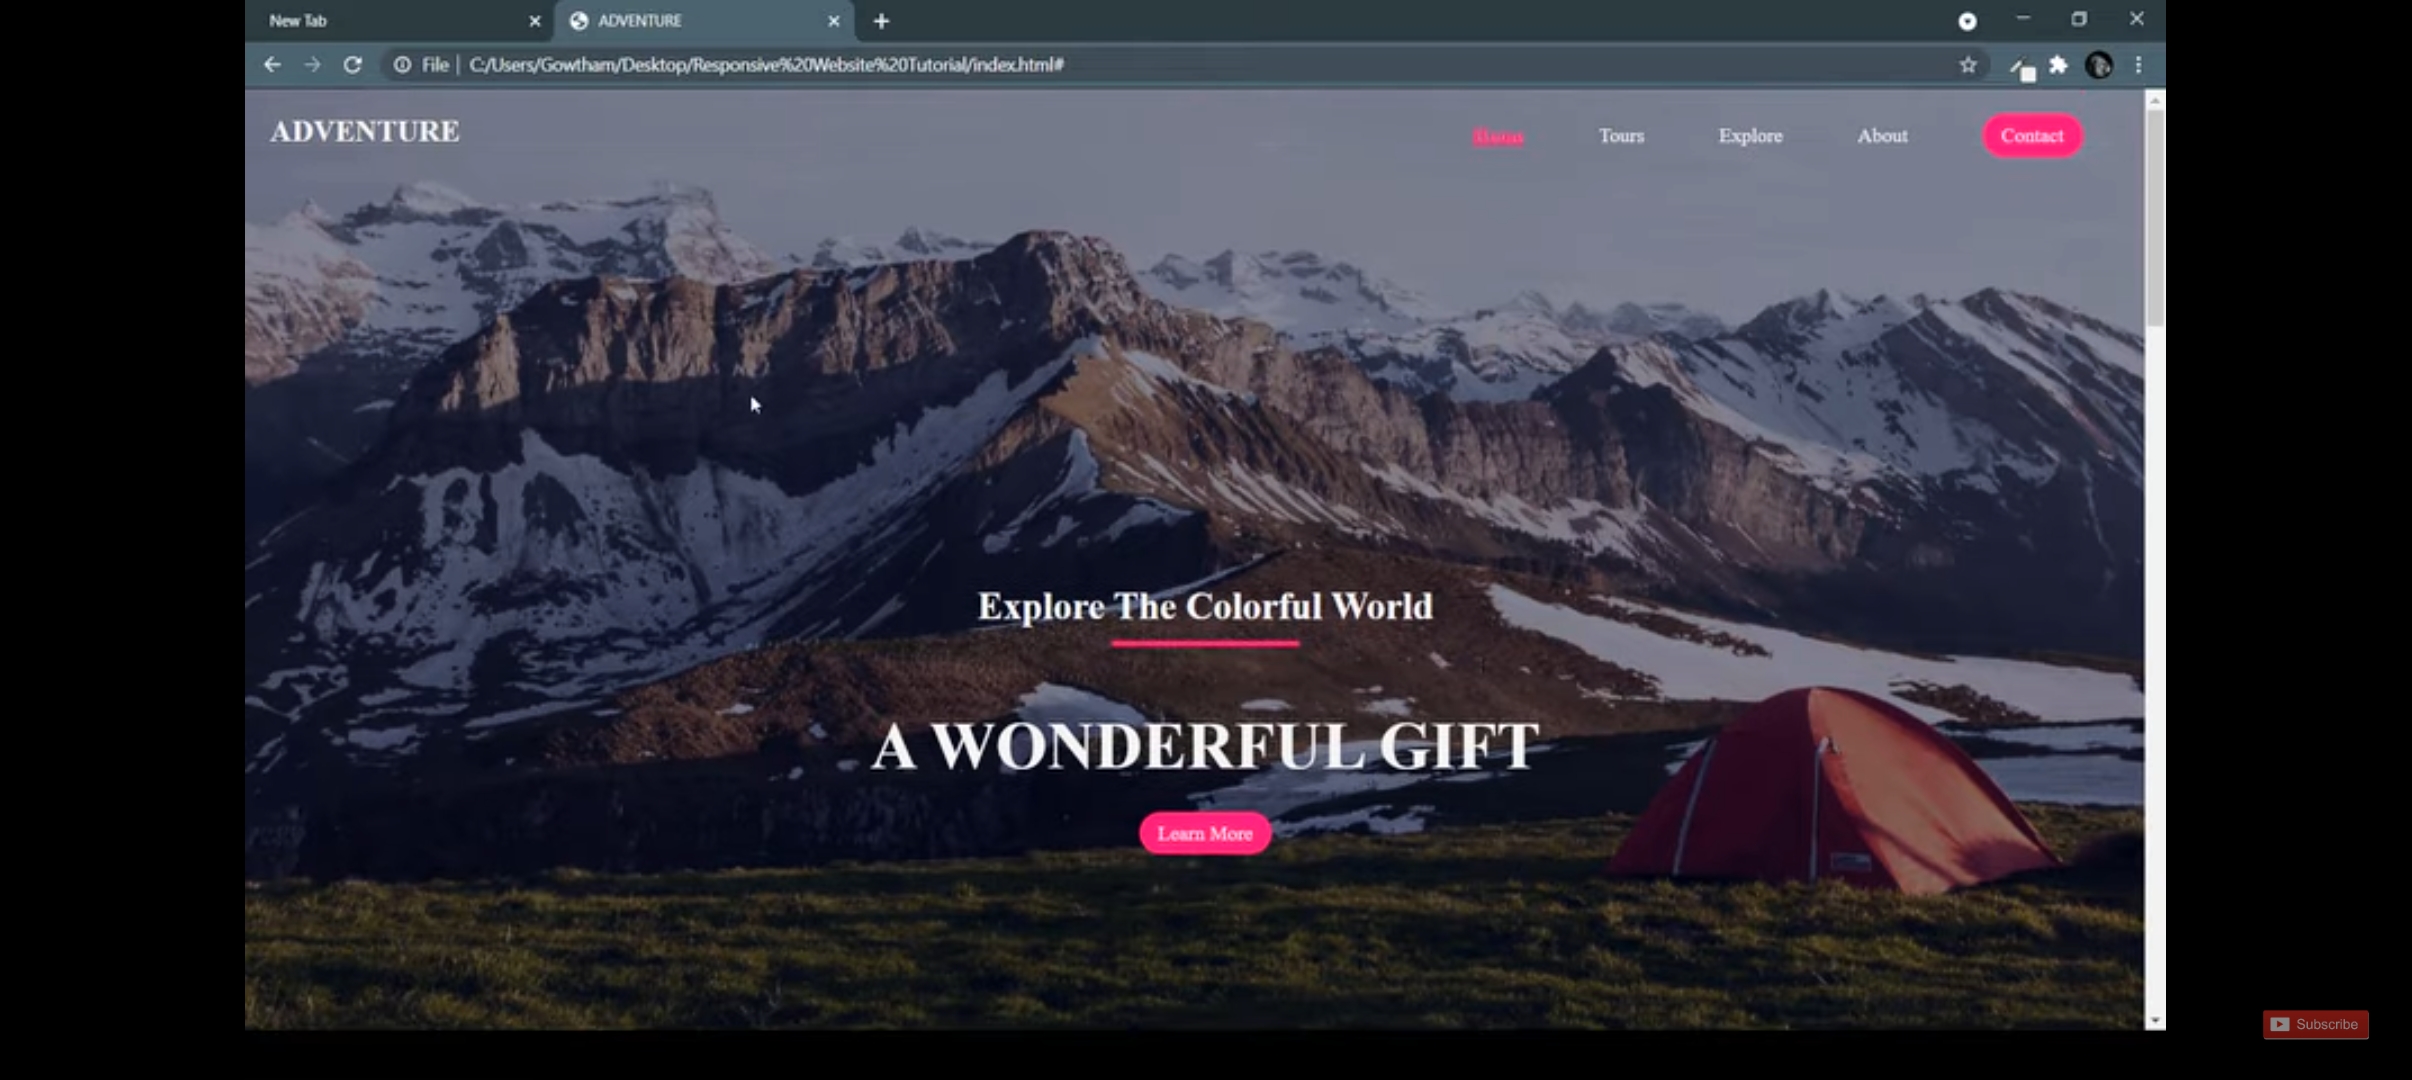 New Tab
ADVENTURE
File
C:/Users/Gowtham/Desktop/Responsive%20Website%20Tutorial/index.html#
ADVENTURE
Home
Tours
Explore
About
Contact
Explore The Colorful World
A WONDERFUL GIFT
Learn More
Subscribe